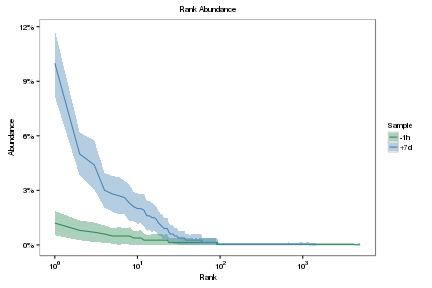 Rank Abundance
12%
9%
6%
3%
0%
Abundance
10⁰
10¹
10²
10³
Rank
Sample
-1h
+7d